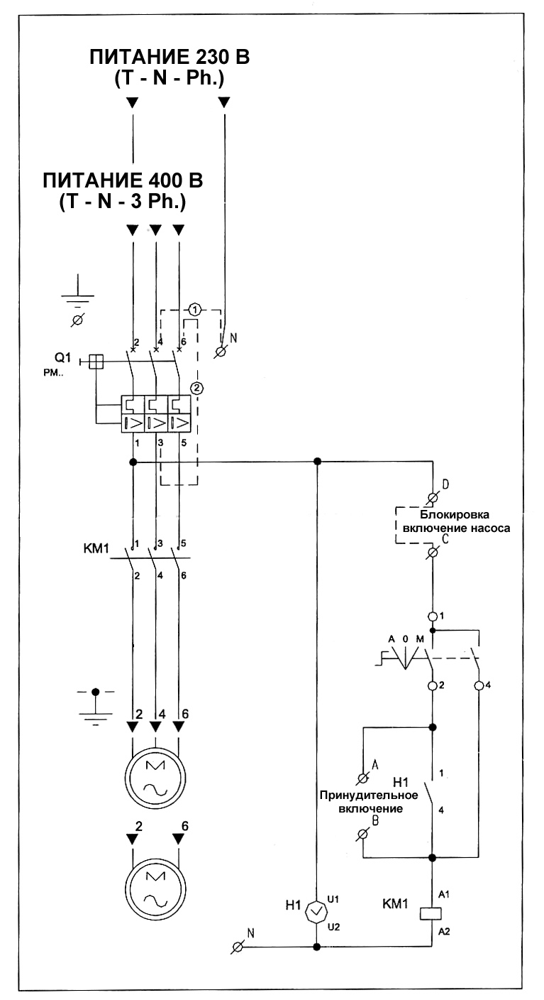 ПИТАНИЕ 230 В
(T - N - Ph.)
ПИТАНИЕ 400 В
(T - N - 3 Ph.)
1
2 4 6 N
Q1
PM..
2
I> I> I>
1 3 5
D
Блокировка
включение насоса
C
KM1 1 3 5
2 4 6
1
A 0 M
2 4
2 4 6
M
A
1
H1
Принудительное
включение
4
B
2 6
M
H1 U1
U2
KM1 A1
A2
N